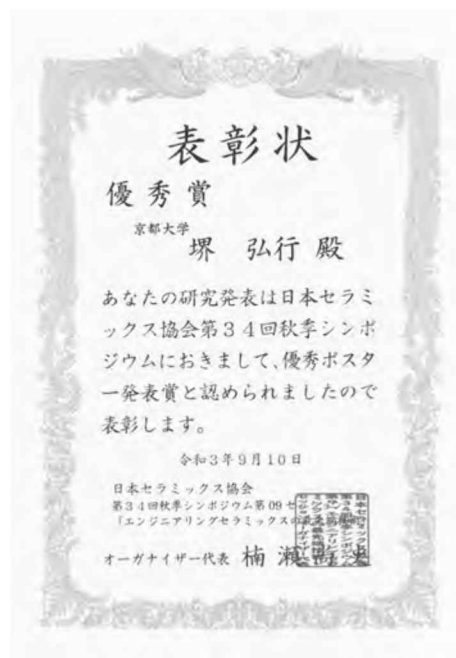 表彰状
優秀賞
京都大学
堺 弘行 殿
あなたの研究発表は日本セラミ
ックス協会第34回秋季シンポ
ジウムにおきまして、優秀ポスタ
ー発表賞と認められましたので
表彰します。
令和3年9月10日
日本セラミックス協会
第34回秋季シンポジウム第09セ
「エンジニアリングセラミックスの
オーガナイザー代表 楠瀬尚史